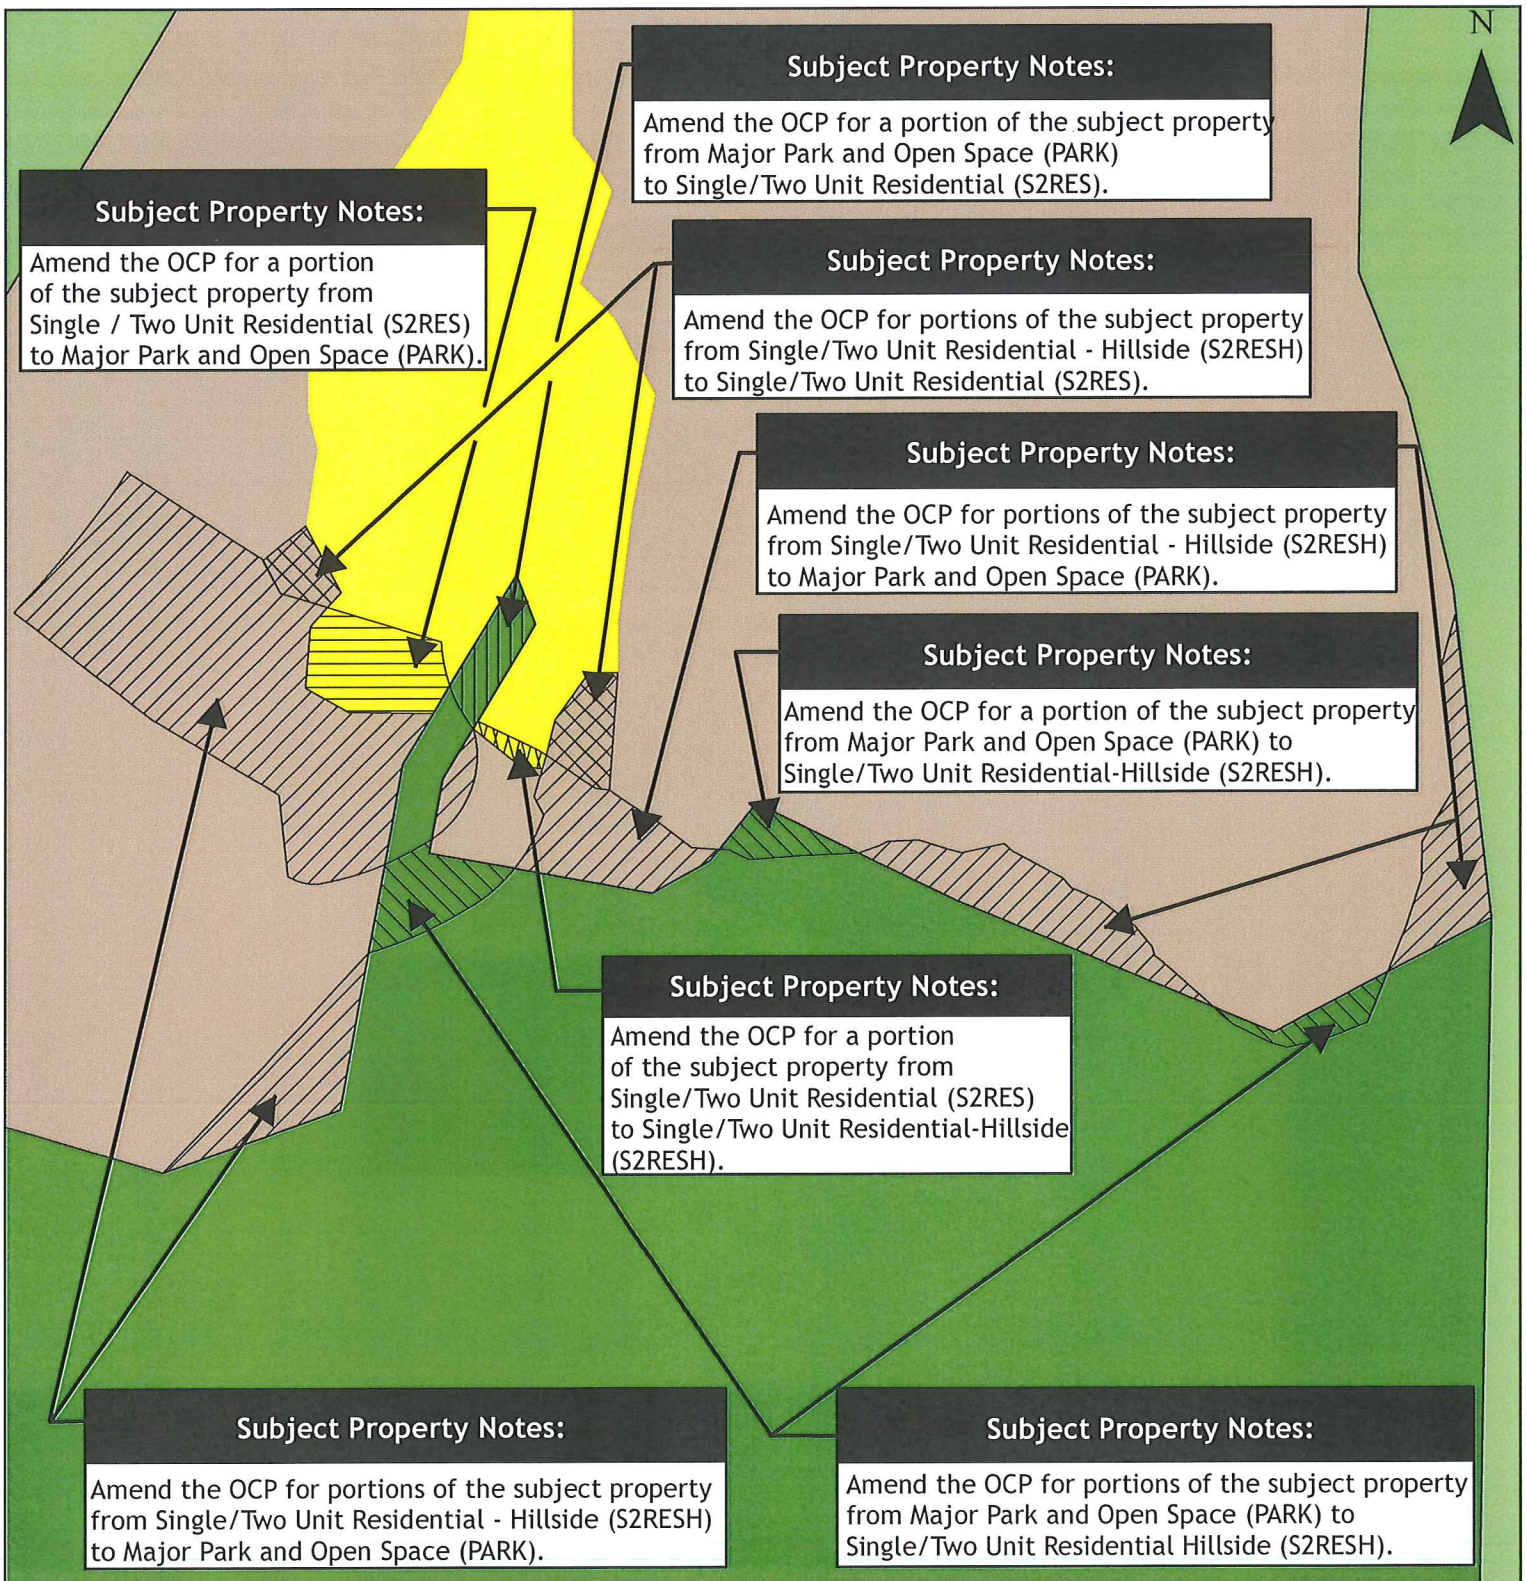 N
Subject Property Notes:
Amend the OCP for a portion of the subject property
from Major Park and Open Space (PARK)
to Single/Two Unit Residential (S2RES).
Subject Property Notes:
Amend the OCP for a portion
of the subject property from
Single / Two Unit Residential (S2RES)
to Major Park and Open Space (PARK).
Subject Property Notes:
Amend the OCP for portions of the subject property
from Single/Two Unit Residential - Hillside (S2RESH)
to Single/Two Unit Residential (S2RES).
Subject Property Notes:
Amend the OCP for portions of the subject property
from Single/Two Unit Residential - Hillside (S2RESH)
to Major Park and Open Space (PARK).
Subject Property Notes:
Amend the OCP for a portion of the subject property
from Major Park and Open Space (PARK) to
Single/Two Unit Residential-Hillside (S2RESH).
Subject Property Notes:
Amend the OCP for a portion
of the subject property from
Single/Two Unit Residential (S2RES)
to Single/Two Unit Residential-Hillside
(S2RESH).
Subject Property Notes:
Amend the OCP for portions of the subject property
from Single/Two Unit Residential - Hillside (S2RESH)
to Major Park and Open Space (PARK).
Subject Property Notes:
Amend the OCP for portions of the subject property
from Major Park and Open Space (PARK) to
Single/Two Unit Residential Hillside (S2RESH).